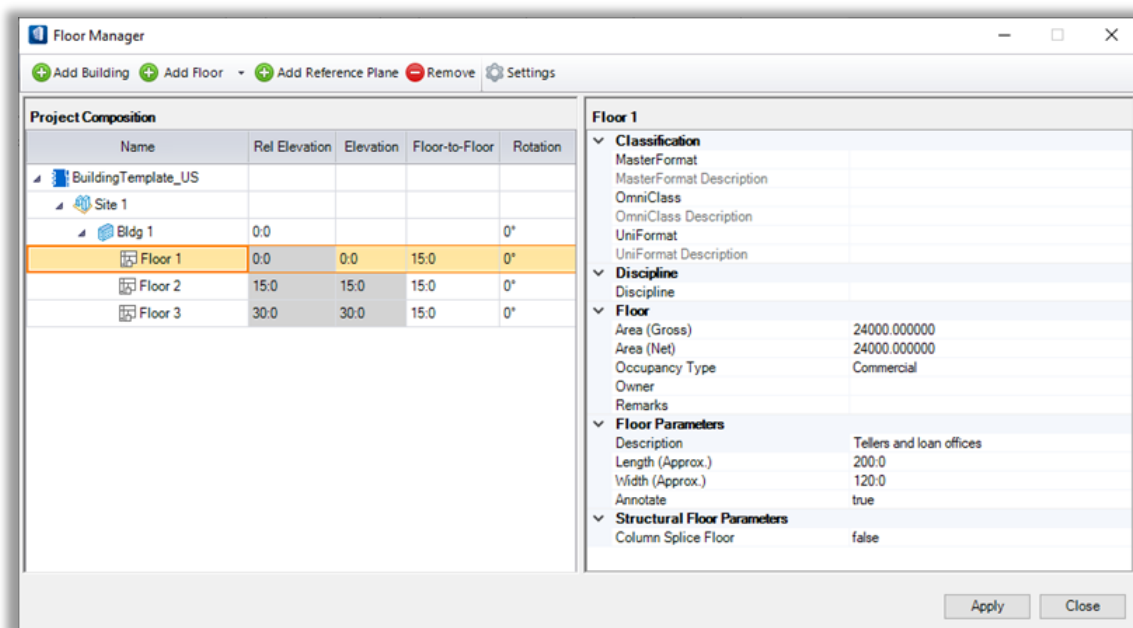 Floor Manager
Add Building Add Floor Add Reference Plane Remove Settings
Project Composition
Name Rel Elevation Elevation Floor-to-Floor Rotation
BuildingTemplate_US
Site 1
Bldg 1 0:0 0°
Floor 1 0:0 0:0 15:0 0°
Floor 2 15:0 15:0 15:0 0°
Floor 3 30:0 30:0 15:0 0°
Floor 1
Classification
MasterFormat
MasterFormat Description
OmniClass
OmniClass Description
UniFormat
UniFormat Description
Discipline
Discipline
Floor
Area (Gross) 24000.000000
Area (Net) 24000.000000
Occupancy Type Commercial
Owner
Remarks
Floor Parameters
Description Tellers and loan offices
Length (Approx.) 200:0
Width (Approx.) 120:0
Annotate true
Structural Floor Parameters
Column Splice Floor false
Apply Close